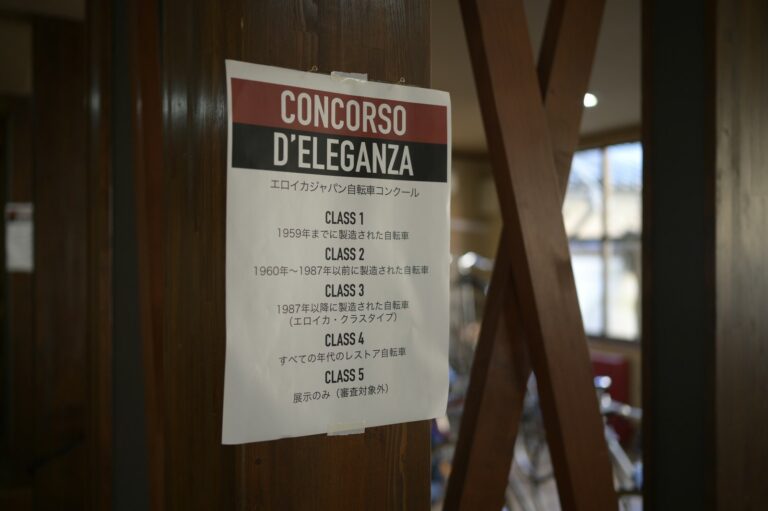 CONCORSO
D'ELEGANZA
エロイカジャパン自転車コンクール
CLASS 1
1959年までに製造された自転車
CLASS 2
1960年～1987年以前に製造された自転車
CLASS 3
1987年以降に製造された自転車
（エロイカ・クラスタイプ）
CLASS 4
すべての年代のレストア自転車
CLASS 5
展示のみ（審査対象外）